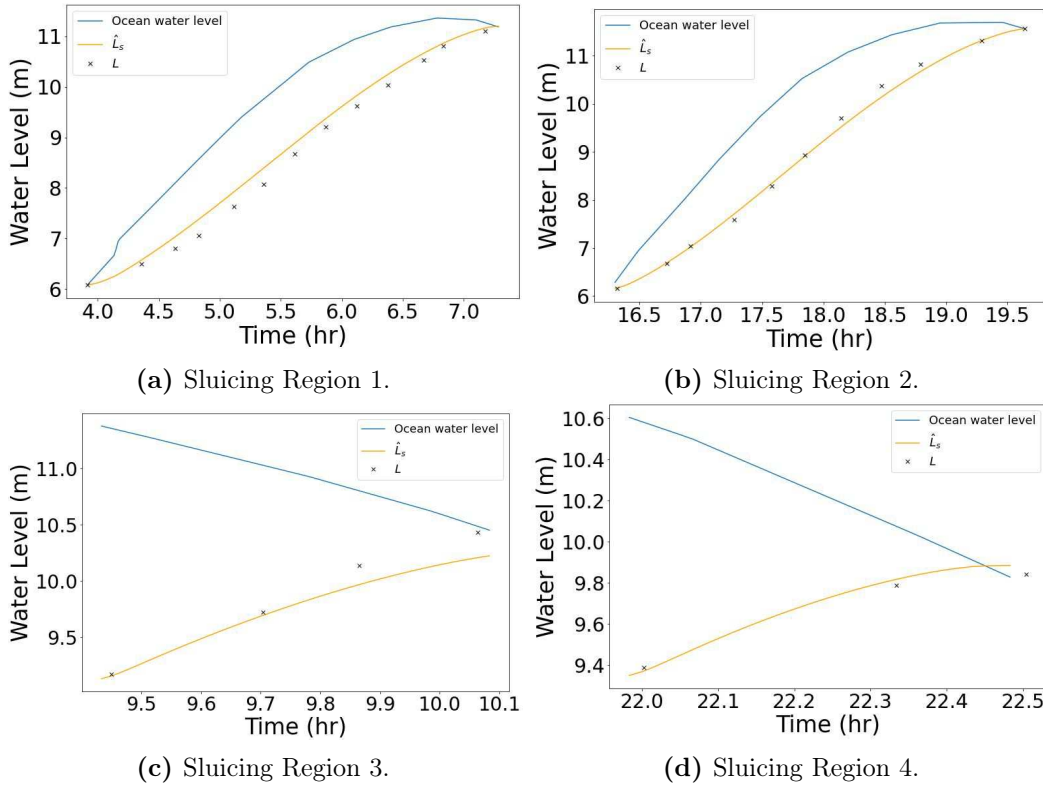 Ocean water level
L̂ₛ
L
11
10
9
8
7
6
Water Level (m)
4.0 4.5 5.0 5.5 6.0 6.5 7.0
Time (hr)
(a) Sluicing Region 1.
Ocean water level
L̂ₛ
L
11
10
9
8
7
6
Water Level (m)
16.5 17.0 17.5 18.0 18.5 19.0 19.5
Time (hr)
(b) Sluicing Region 2.
Ocean water level
L̂ₛ
L
11.0
10.5
10.0
9.5
Water Level (m)
9.5 9.6 9.7 9.8 9.9 10.0 10.1
Time (hr)
(c) Sluicing Region 3.
Ocean water level
L̂ₛ
L
10.6
10.4
10.2
10.0
9.8
9.6
9.4
Water Level (m)
22.0 22.1 22.2 22.3 22.4 22.5
Time (hr)
(d) Sluicing Region 4.